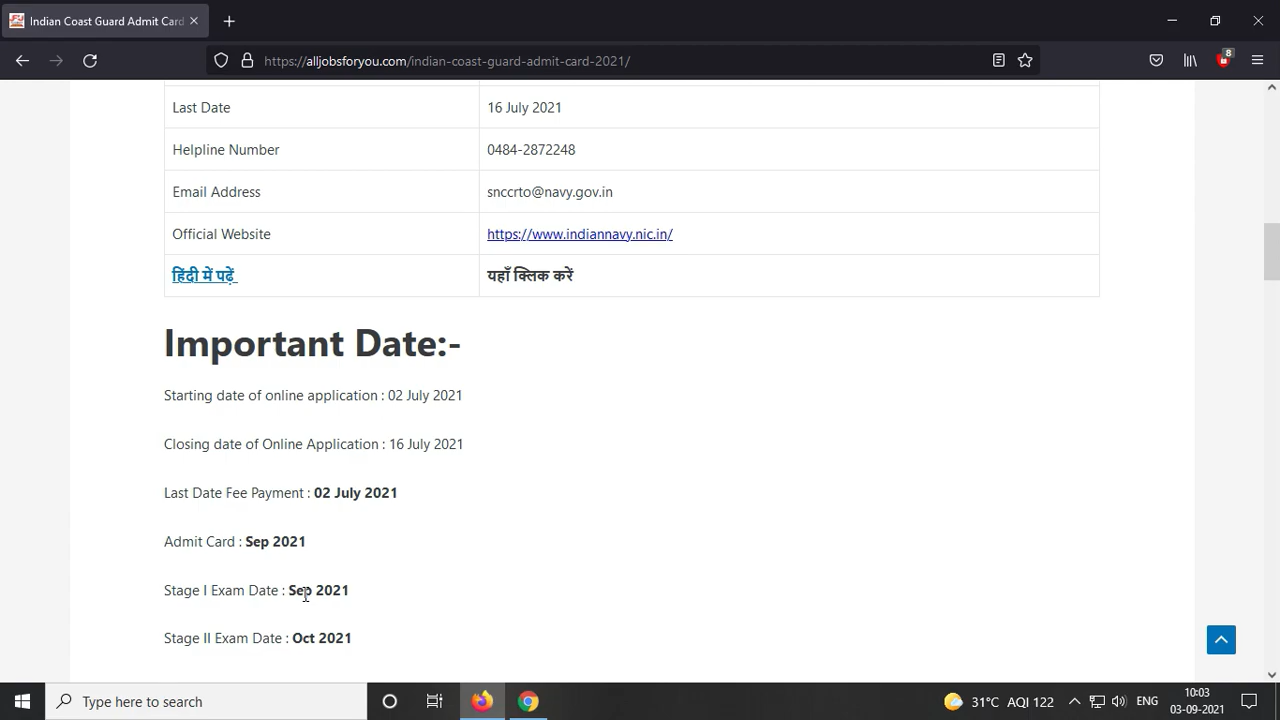 Indian Coast Guard Admit Card
https://alljobsforyou.com/indian-coast-guard-admit-card-2021/
8
Last Date 16 July 2021
Helpline Number 0484-2872248
Email Address snccrto@navy.gov.in
Official Website https://www.indiannavy.nic.in/
हिंदी में पढ़ें यहाँ क्लिक करें
Important Date:-
Starting date of online application : 02 July 2021
Closing date of Online Application : 16 July 2021
Last Date Fee Payment : 02 July 2021
Admit Card : Sep 2021
Stage I Exam Date : Sep 2021
Stage II Exam Date : Oct 2021
Type here to search
31°C AQI 122
ENG
10:03
03-09-2021